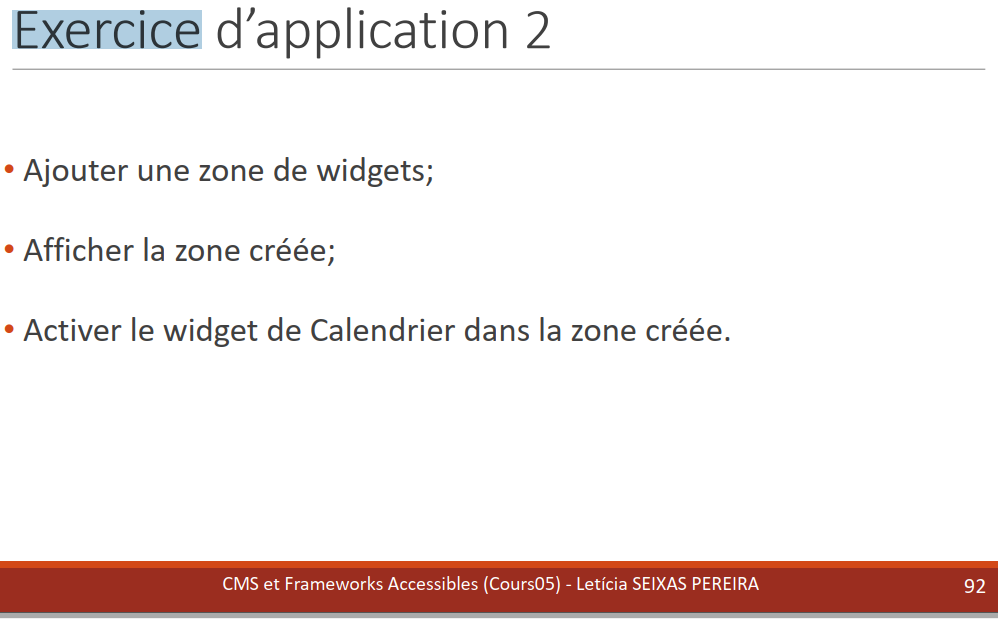 Exercice d’application 2
• Ajouter une zone de widgets;
• Afficher la zone créée;
• Activer le widget de Calendrier dans la zone créée.
CMS et Frameworks Accessibles (Cours05) - Letícia SEIXAS PEREIRA
92